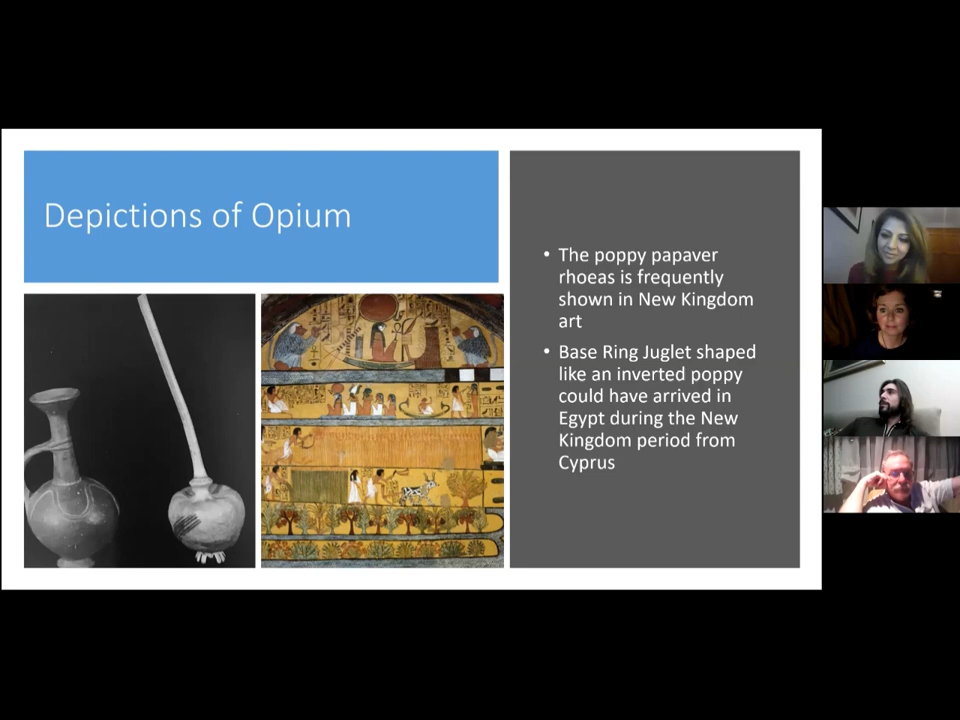 Depictions of Opium
• The poppy papaver
rhoeas is frequently
shown in New Kingdom
art
• Base Ring Juglet shaped
like an inverted poppy
could have arrived in
Egypt during the New
Kingdom period from
Cyprus